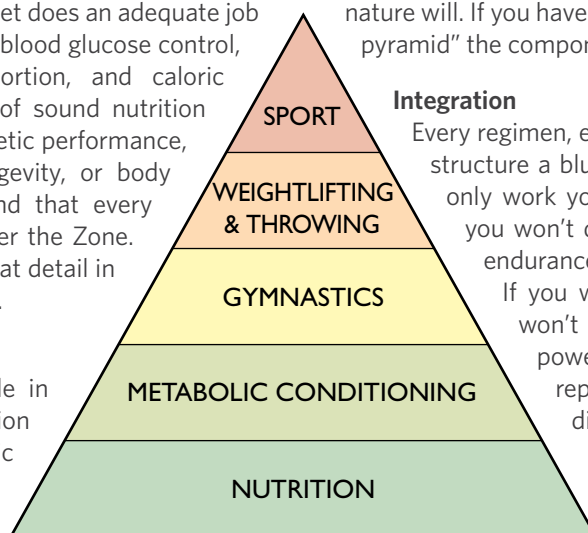 et does an adequate job
blood glucose control,
ortion, and caloric
of sound nutrition
etic performance,
gevity, or body
nd that every
er the Zone.
at detail in
.
le in
ion
ic
SPORT
WEIGHTLIFTING
& THROWING
GYMNASTICS
METABOLIC CONDITIONING
NUTRITION
nature will. If you have
pyramid” the compo
Integration
Every regimen, e
structure a blu
only work yo
you won't d
endurance
If you w
won't
powe
rep
di